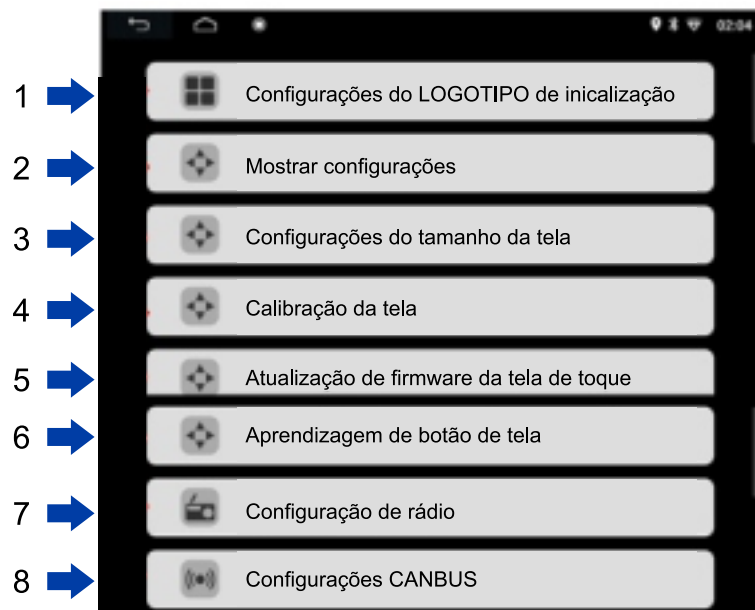 02:04
1 Configurações do LOGOTIPO de inicalização
2 Mostrar configurações
3 Configurações do tamanho da tela
4 Calibração da tela
5 Atualização de firmware da tela de toque
6 Aprendizagem de botão de tela
7 Configuração de rádio
8 Configurações CANBUS